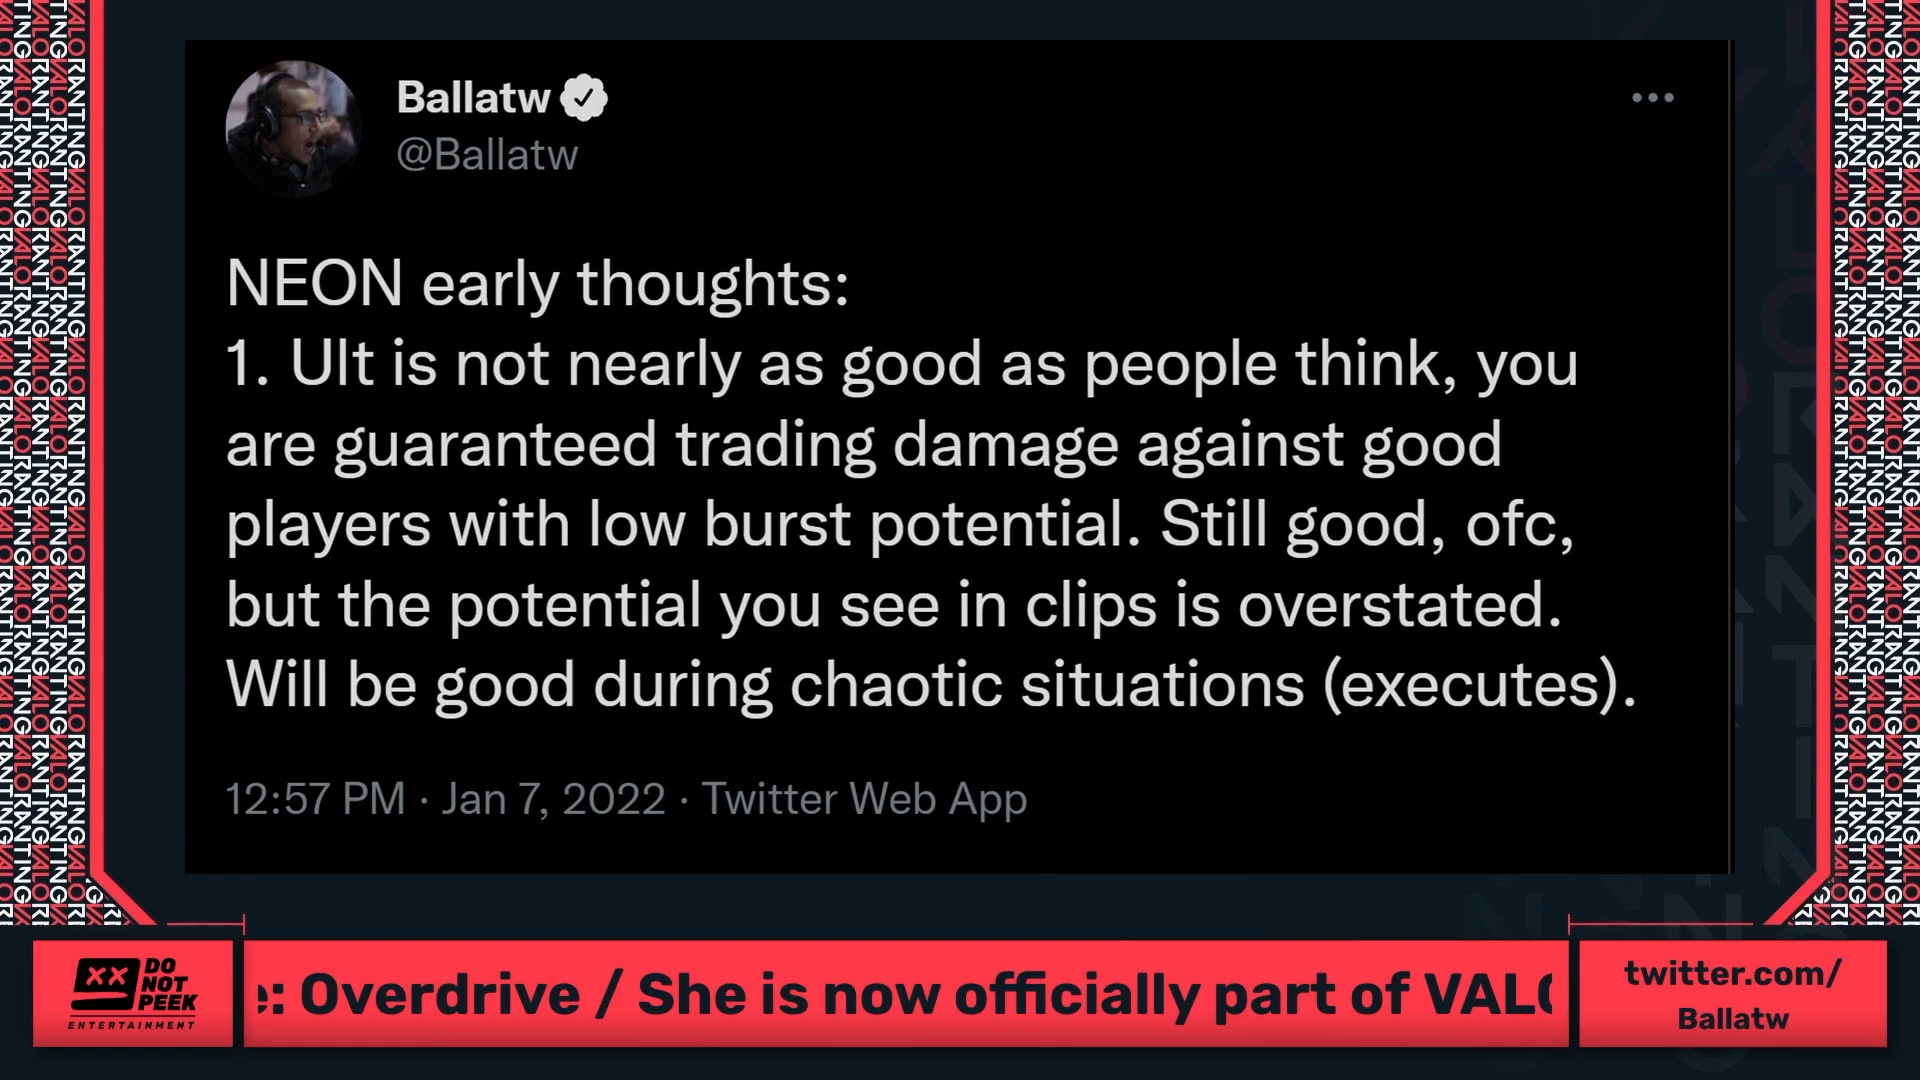 Ballatw
@Ballatw
NEON early thoughts:
1. Ult is not nearly as good as people think, you
are guaranteed trading damage against good
players with low burst potential. Still good, ofc,
but the potential you see in clips is overstated.
Will be good during chaotic situations (executes).
12:57 PM · Jan 7, 2022 · Twitter Web App
DO
NOT
PEEK
ENTERTAINMENT
e: Overdrive / She is now officially part of VALO
twitter.com/
Ballatw
VALORANTING